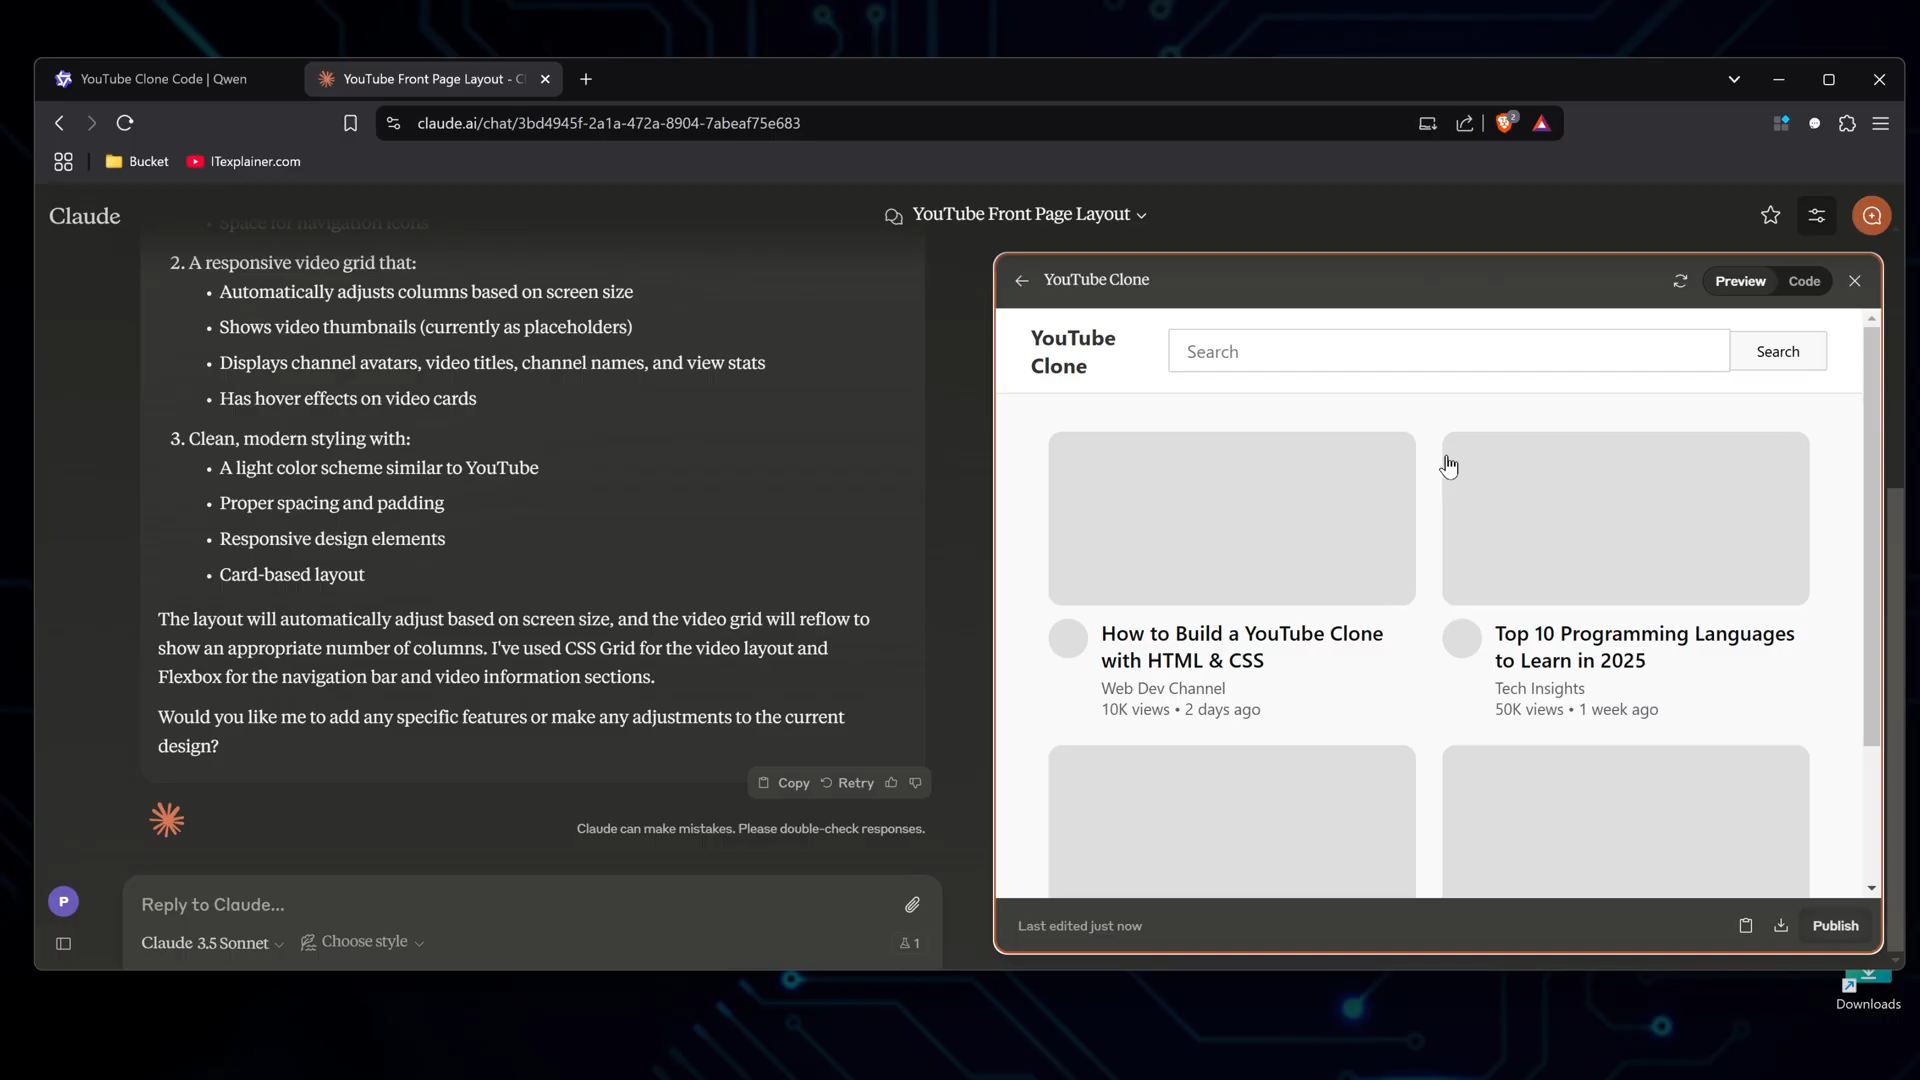 YouTube Clone Code | Qwen
YouTube Front Page Layout - C
claude.ai/chat/3bd4945f-2a1a-472a-8904-7abeaf75e683
2
Bucket
ITexplainer.com
Claude
YouTube Front Page Layout
Space for navigation icons
2. A responsive video grid that:
• Automatically adjusts columns based on screen size
• Shows video thumbnails (currently as placeholders)
• Displays channel avatars, video titles, channel names, and view stats
• Has hover effects on video cards
3. Clean, modern styling with:
• A light color scheme similar to YouTube
• Proper spacing and padding
• Responsive design elements
• Card-based layout
The layout will automatically adjust based on screen size, and the video grid will reflow to
show an appropriate number of columns. I've used CSS Grid for the video layout and
Flexbox for the navigation bar and video information sections.
Would you like me to add any specific features or make any adjustments to the current
design?
Copy Retry
Claude can make mistakes. Please double-check responses.
P
Reply to Claude...
Claude 3.5 Sonnet Choose style
1
YouTube Clone
Preview Code
YouTube
Clone
Search
Search
How to Build a YouTube Clone
with HTML & CSS
Web Dev Channel
10K views • 2 days ago
Top 10 Programming Languages
to Learn in 2025
Tech Insights
50K views • 1 week ago
Last edited just now
Publish
Downloads